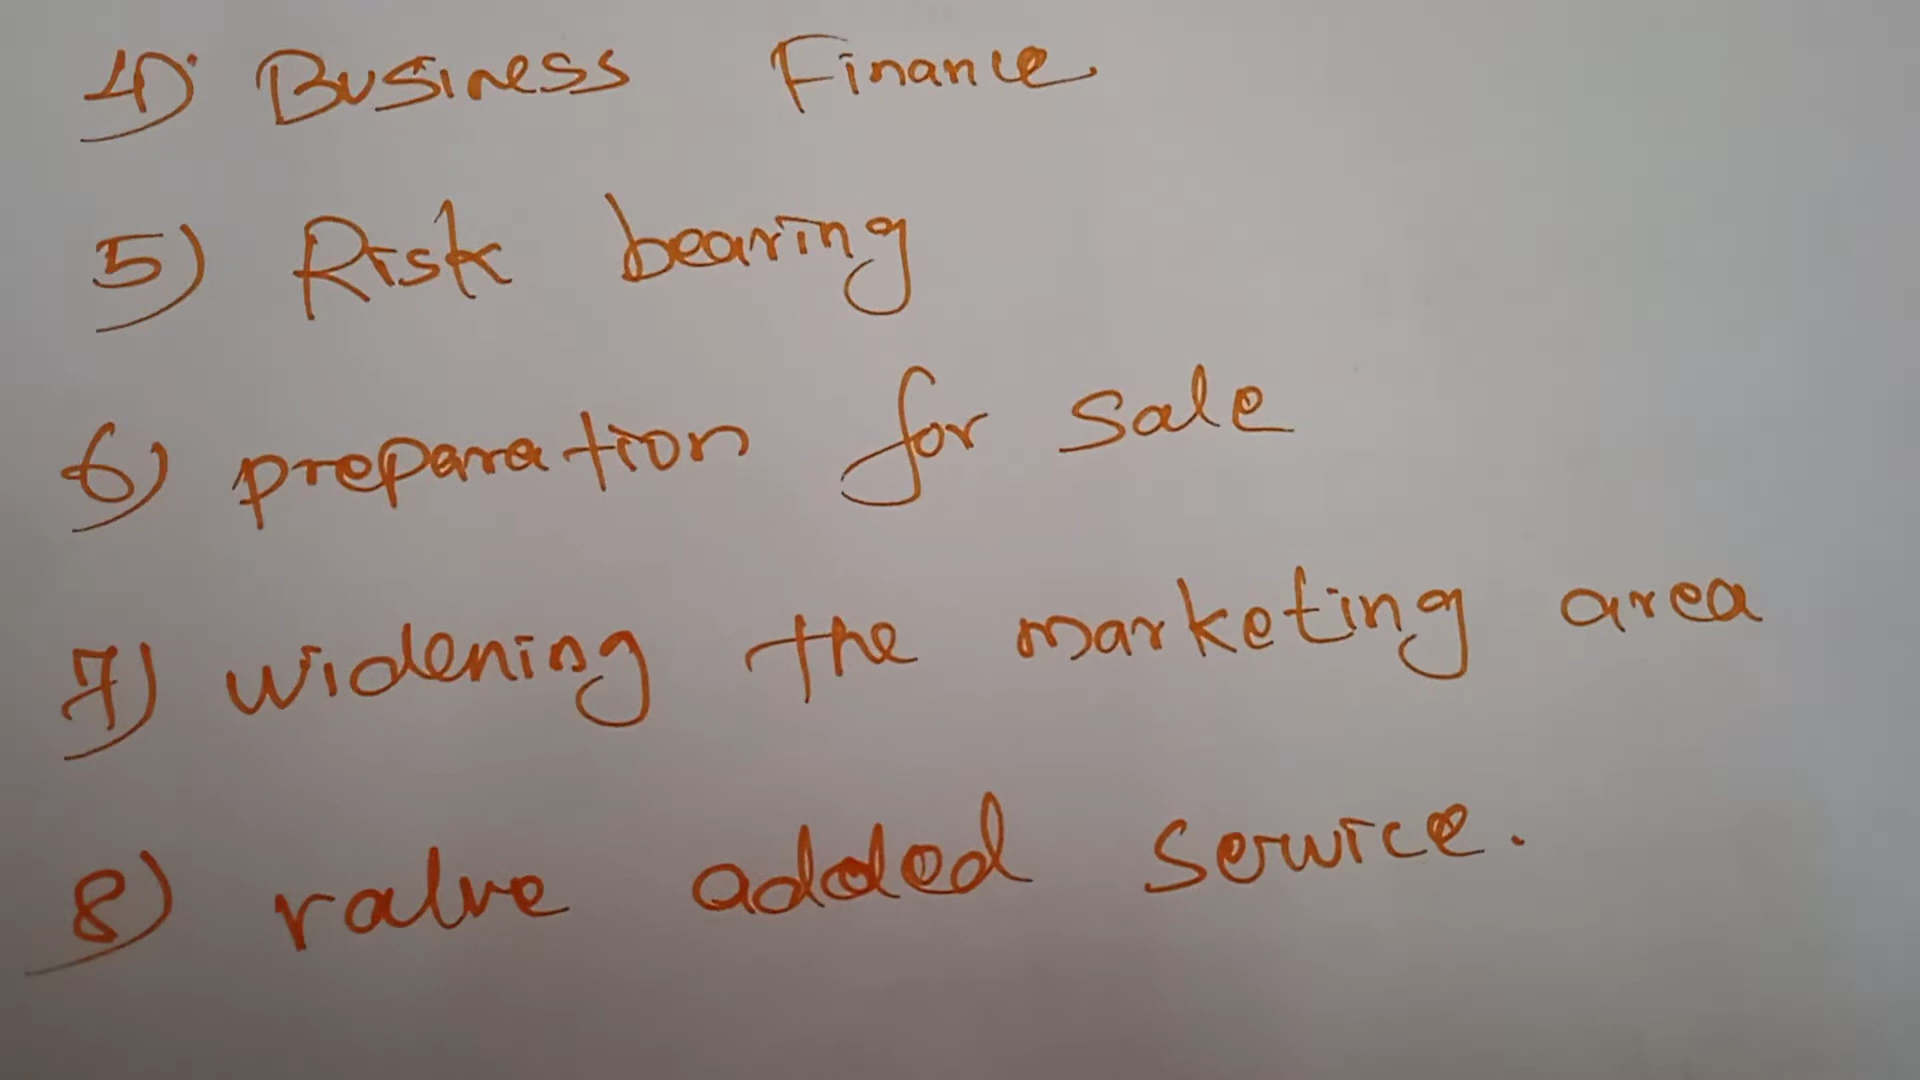 4) Business Finance
5) Risk bearing
6) preparation for sale
7) widening the marketing area
8) value added service.